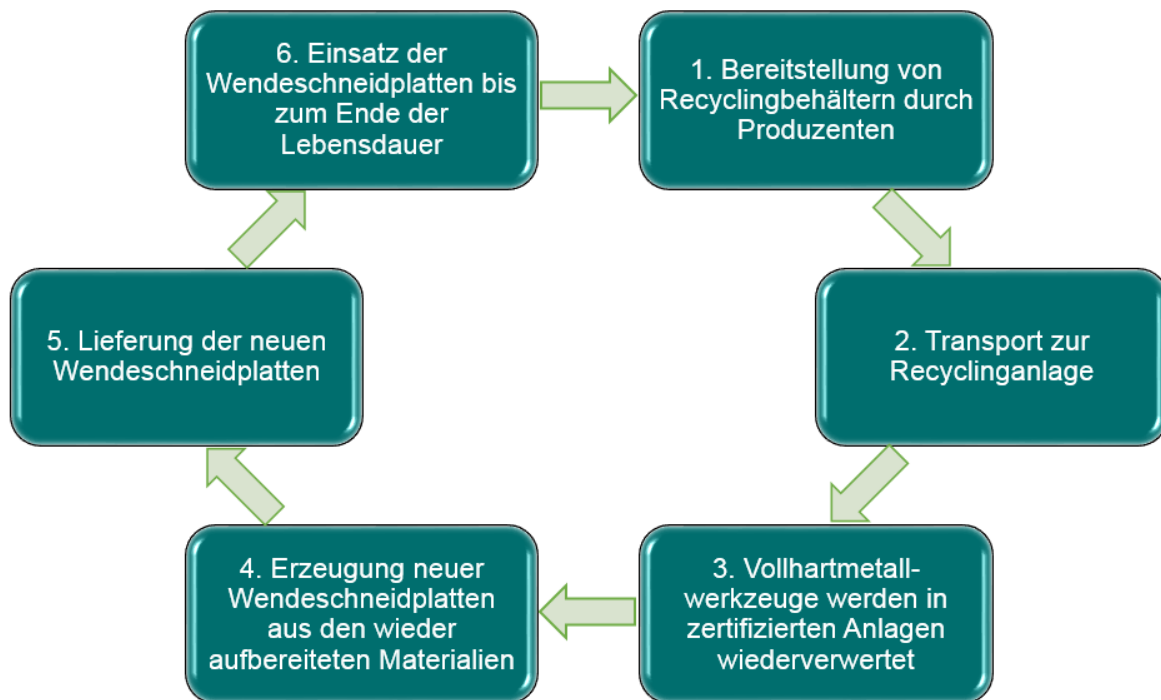 6. Einsatz der
Wendeschneidplatten bis
zum Ende der
Lebensdauer
1. Bereitstellung von
Recyclingbehältern durch
Produzenten
5. Lieferung der neuen
Wendeschneidplatten
2. Transport zur
Recyclinganlage
4. Erzeugung neuer
Wendeschneidplatten
aus den wieder
aufbereiteten Materialien
3. Vollhartmetall-
werkzeuge werden in
zertifizierten Anlagen
wiederverwertet